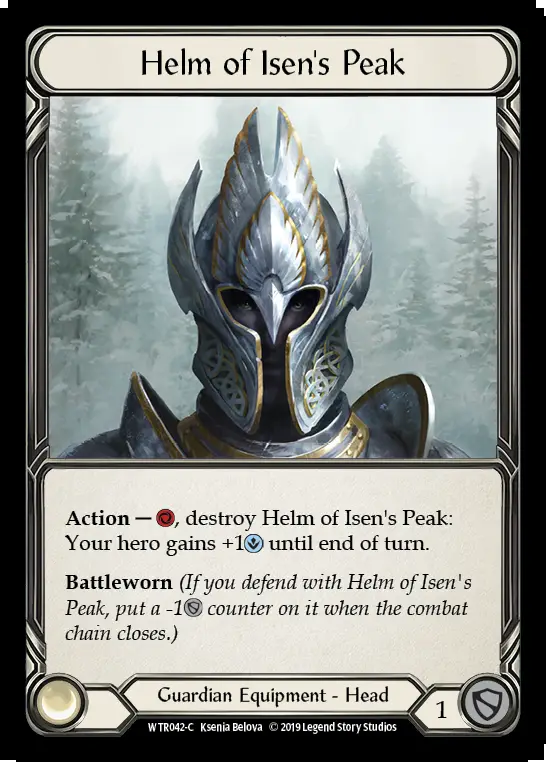 Helm of Isen's Peak
Action — , destroy Helm of Isen's Peak:
Your hero gains +1 until end of turn.
Battleworn (If you defend with Helm of Isen's
Peak, put a -1 counter on it when the combat
chain closes.)
Guardian Equipment - Head
1
WTR042-C Ksenia Belova © 2019 Legend Story Studios